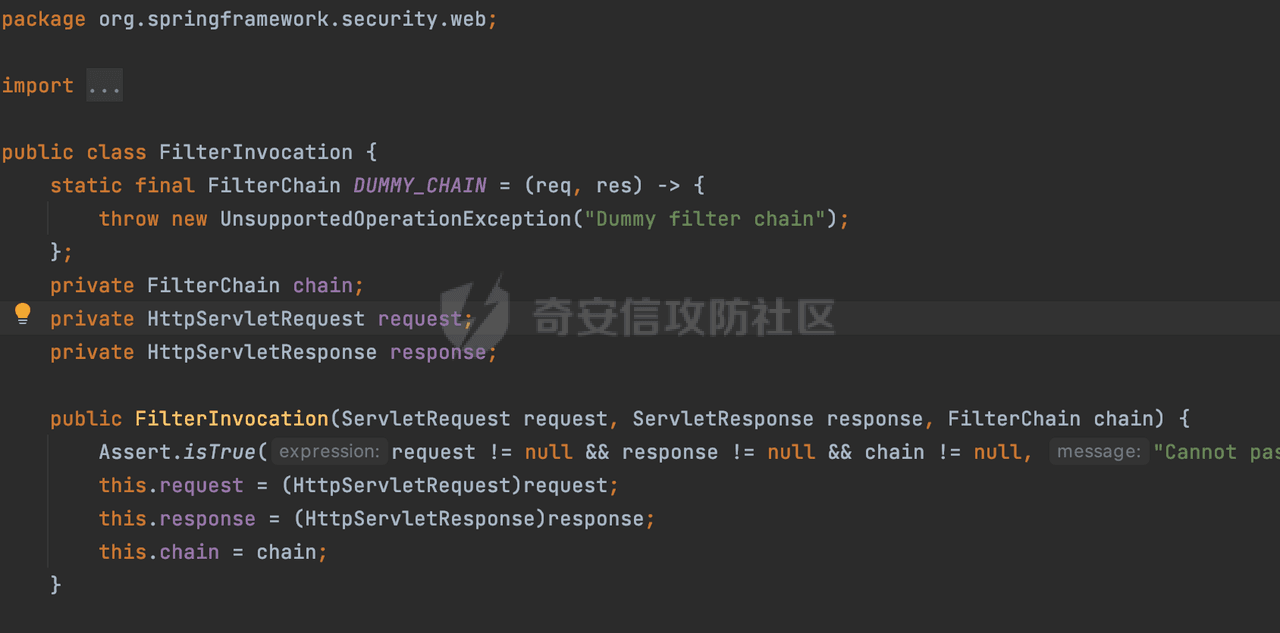 package org.springframework.security.web;
import ...
public class FilterInvocation {
static final FilterChain DUMMY_CHAIN = (req, res) -> {
throw new UnsupportedOperationException("Dummy filter chain");
};
private FilterChain chain;
private HttpServletRequest request;
奇安信攻防社区
private HttpServletResponse response;
public FilterInvocation(ServletRequest request, ServletResponse response, FilterChain chain) {
Assert.isTrue( expression: request != null && response != null && chain != null, message: "Cannot pas
this.request = (HttpServletRequest)request;
this.response = (HttpServletResponse)response;
this.chain = chain;
}